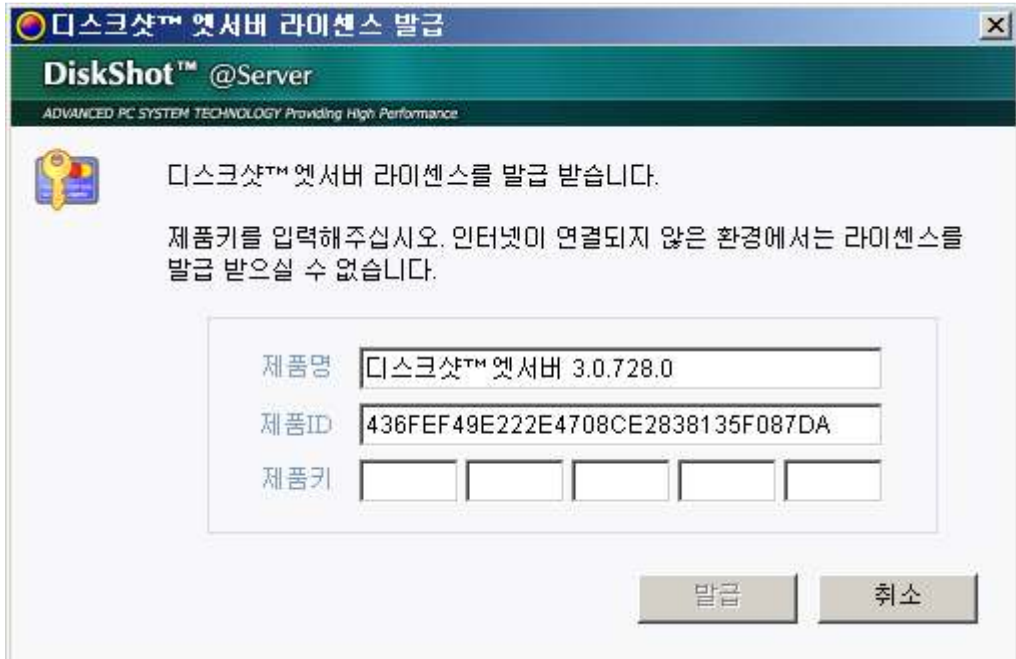 디스크샷™ 엣서버 라이센스 발급
DiskShot™ @Server
ADVANCED PC SYSTEM TECHNOLOGY Providing High Performance
디스크샷™ 엣서버 라이센스를 발급 받습니다.
제품키를 입력해주십시오. 인터넷이 연결되지 않은 환경에서는 라이센스를
발급 받으실 수 없습니다.
제품명 디스크샷™ 엣서버 3.0.728.0
제품ID 436FEF49E222E4708CE2838135F087DA
제품키
발급 취소